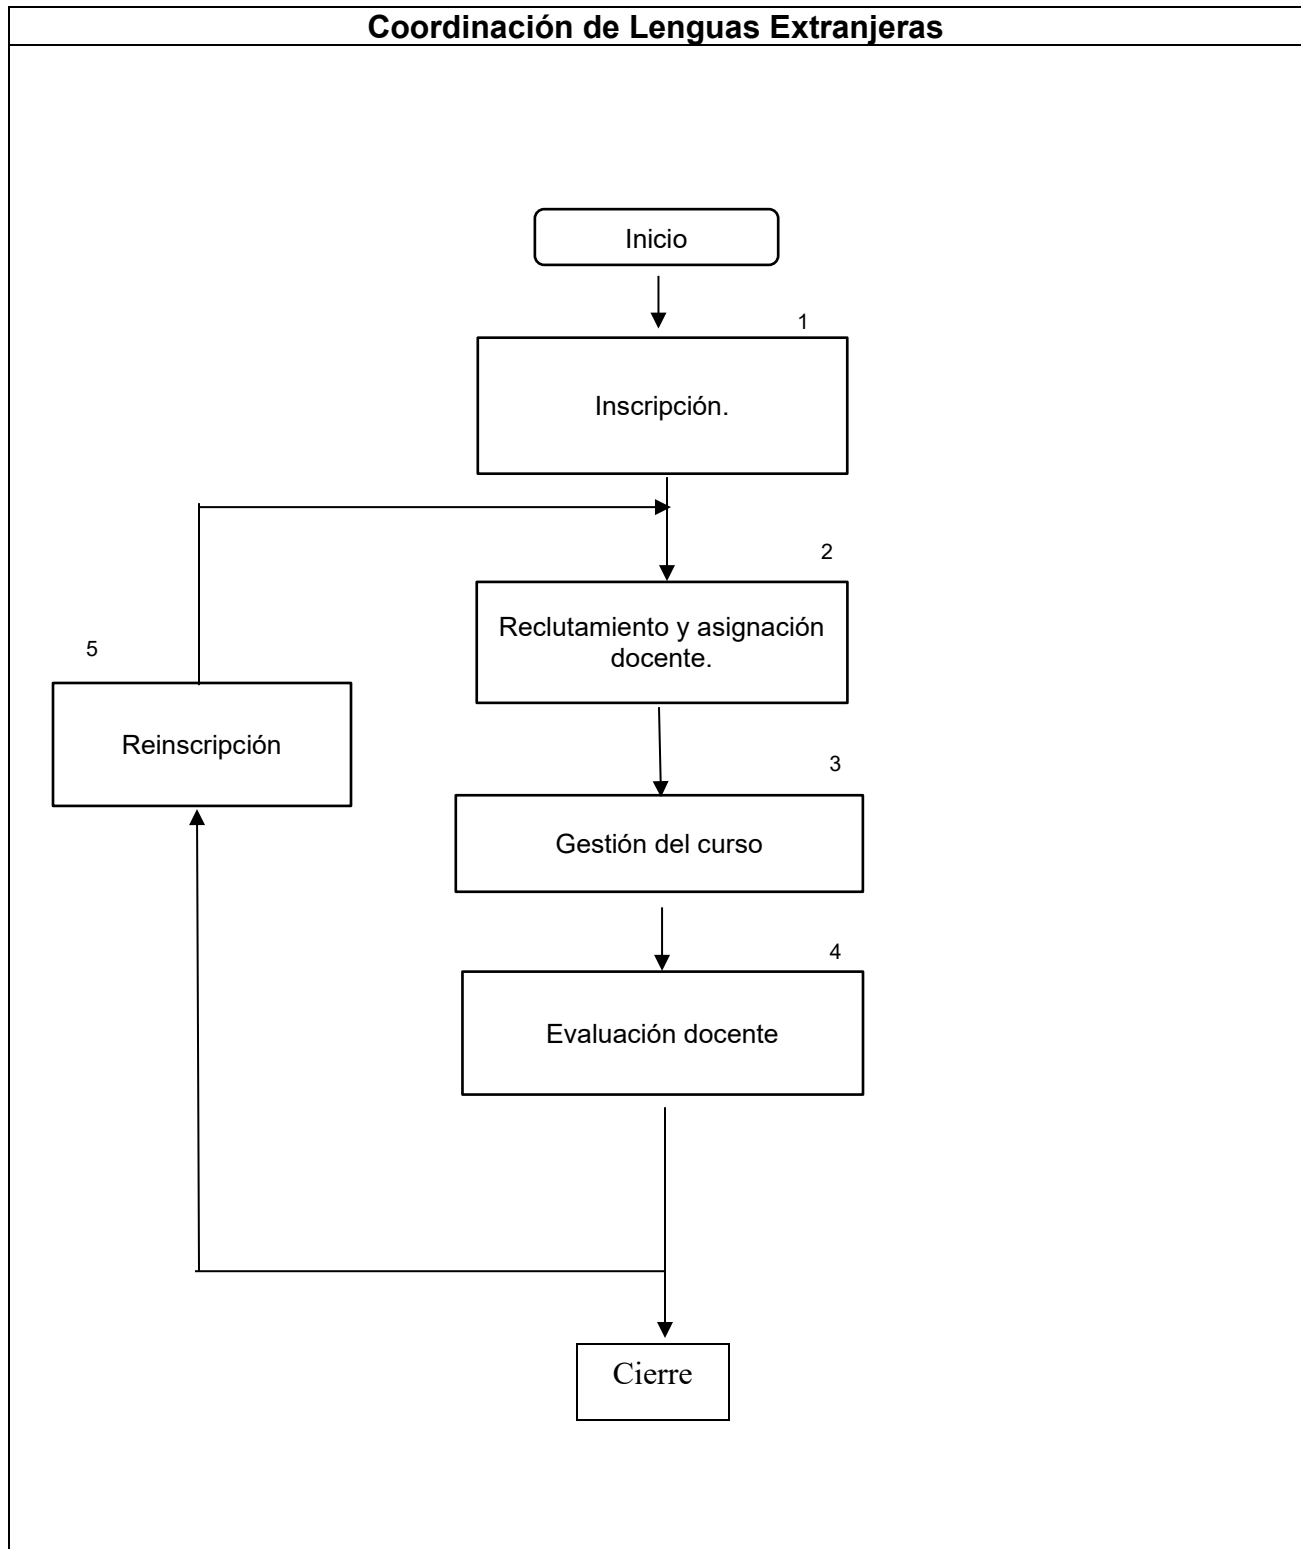 Coordinación de Lenguas Extranjeras
Inicio
1
Inscripción.
2
Reclutamiento y asignación
docente.
5
Reinscripción
3
Gestión del curso
4
Evaluación docente
Cierre